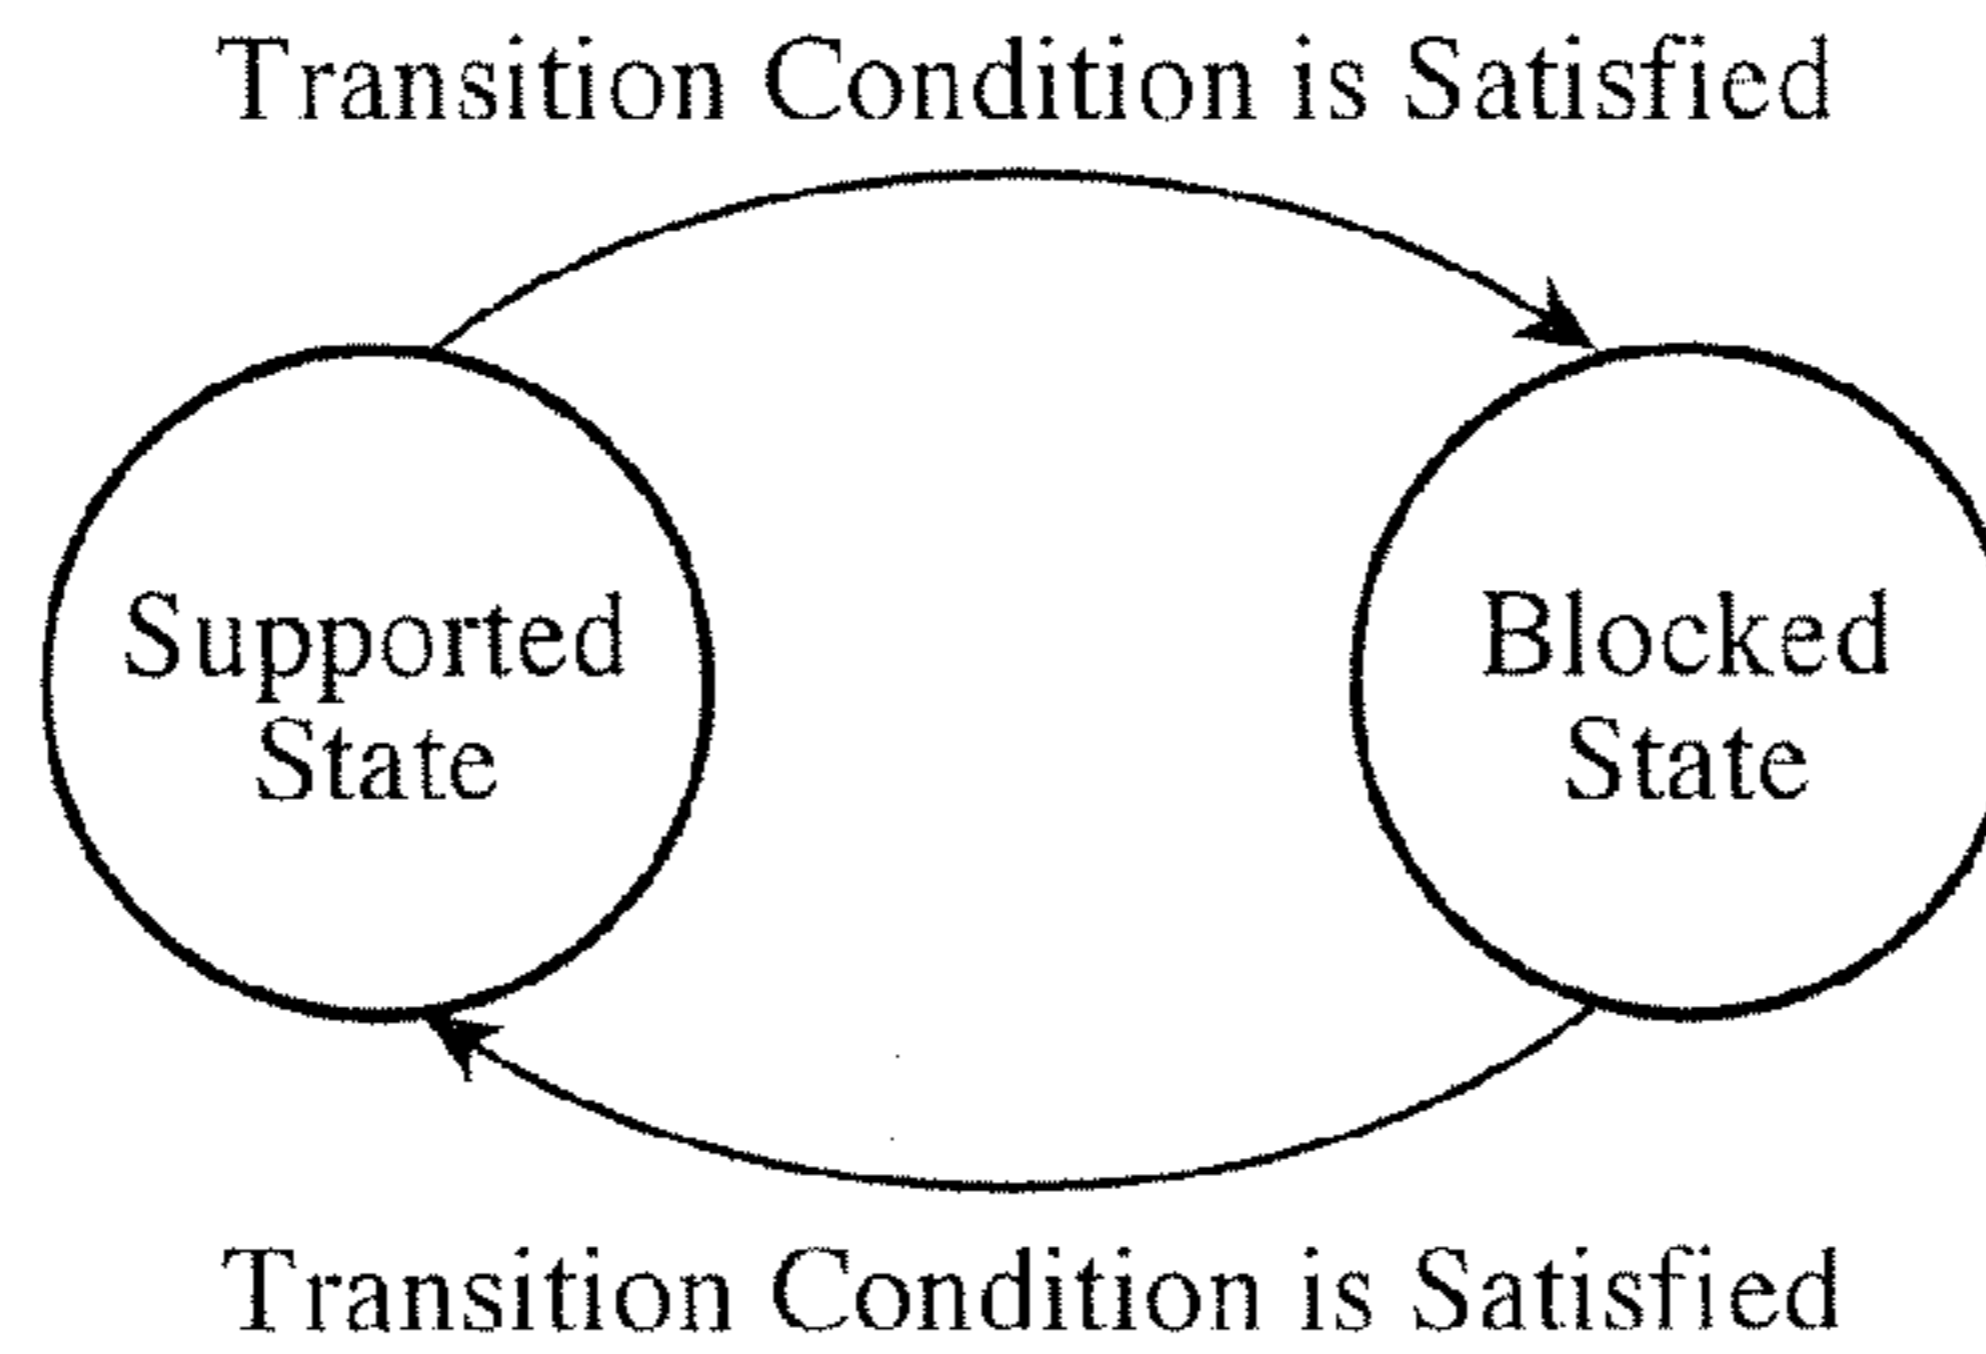 Transition Condition is Satisfied
Supported
State
Blocked
State
Transition Condition is Satisfied